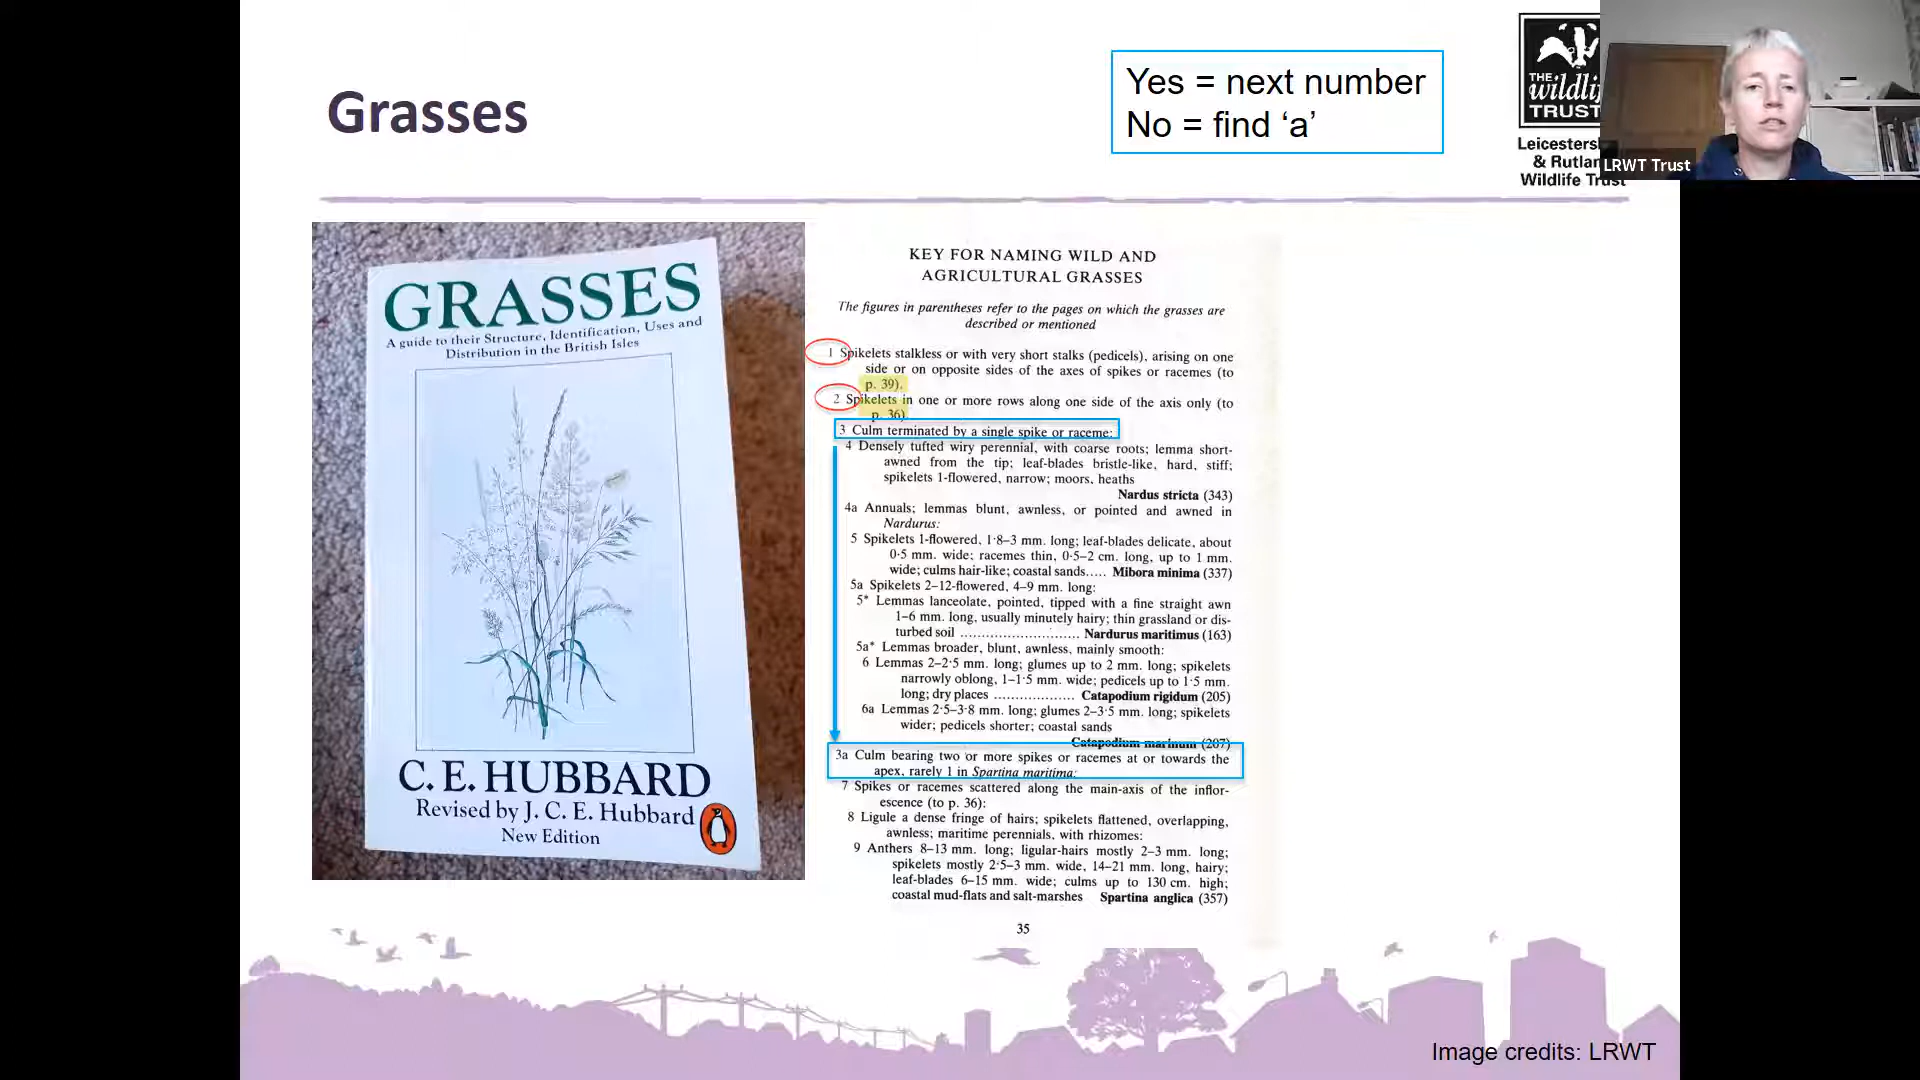 Grasses
Yes = next number
No = find ‘a’
THE
wildli
TRUST
Leicesters
& Rutlan
Wildlife Trust
LRWT Trust
GRASSES
A guide to their Structure, Identification, Uses and
Distribution in the British Isles
C. E. HUBBARD
Revised by J. C. E. Hubbard
New Edition
KEY FOR NAMING WILD AND
AGRICULTURAL GRASSES
The figures in parentheses refer to the pages on which the grasses are
described or mentioned
1 Spikelets stalkless or with very short stalks (pedicels), arising on one
side or on opposite sides of the axes of spikes or racemes (to
p. 39).
2 Spikelets in one or more rows along one side of the axis only (to
p. 36)
3 Culm terminated by a single spike or raceme:
4 Densely tufted wiry perennial, with coarse roots; lemma short-
awned from the tip; leaf-blades bristle-like, hard, stiff;
spikelets 1-flowered, narrow; moors, heaths
Nardus stricta (343)
4a Annuals; lemmas blunt, awnless, or pointed and awned in
Nardurus:
5 Spikelets 1-flowered, 1·8–3 mm. long; leaf-blades delicate, about
0·5 mm. wide; racemes thin, 0·5–2 cm. long, up to 1 mm.
wide; culms hair-like; coastal sands..... Mibora minima (337)
5a Spikelets 2–12-flowered, 4–9 mm. long:
5* Lemmas lanceolate, pointed, tipped with a fine straight awn
1–6 mm. long, usually minutely hairy; thin grassland or dis-
turbed soil ........................... Nardurus maritimus (163)
5a* Lemmas broader, blunt, awnless, mainly smooth:
6 Lemmas 2–2·5 mm. long; glumes up to 2 mm. long; spikelets
narrowly oblong, 1–1·5 mm. wide; pedicels up to 1·5 mm.
long; dry places .................. Catapodium rigidum (205)
6a Lemmas 2·5–3·8 mm. long; glumes 2–3·5 mm. long; spikelets
wider; pedicels shorter; coastal sands
Catapodium marinum (207)
3a Culm bearing two or more spikes or racemes at or towards the
apex, rarely 1 in Spartina maritima:
7 Spikes or racemes scattered along the main-axis of the inflor-
escence (to p. 36):
8 Ligule a dense fringe of hairs; spikelets flattened, overlapping,
awnless; maritime perennials, with rhizomes:
9 Anthers 8–13 mm. long; ligular-hairs mostly 2–3 mm. long;
spikelets mostly 2·5–3 mm. wide, 14–21 mm. long, hairy;
leaf-blades 6–15 mm. wide; culms up to 130 cm. high;
coastal mud-flats and salt-marshes Spartina anglica (357)
35
Image credits: LRWT